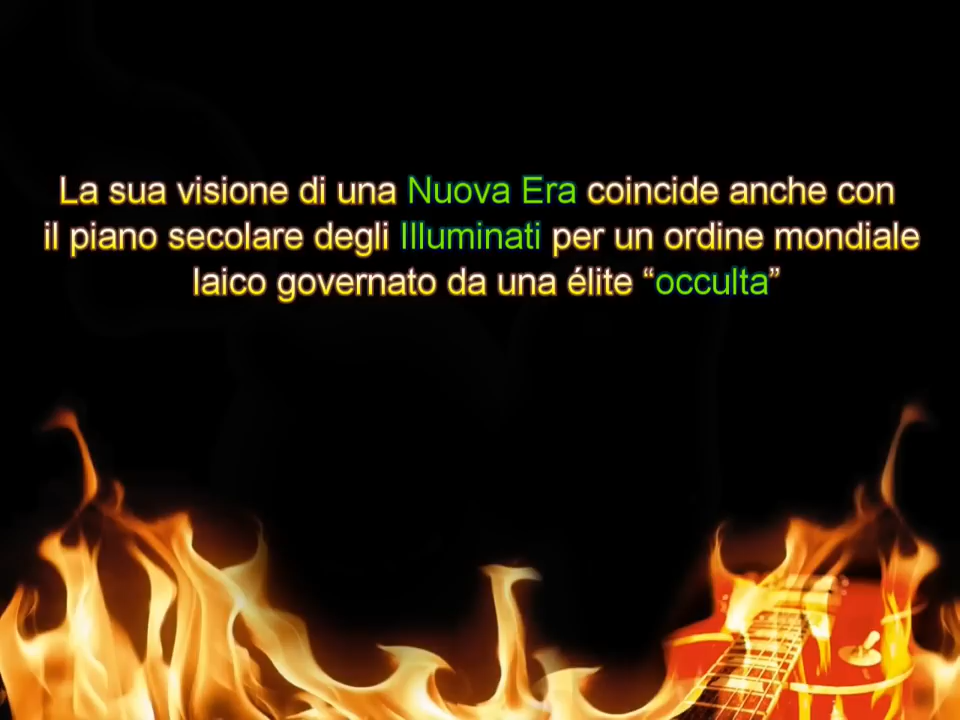 La sua visione di una Nuova Era coincide anche con
il piano secolare degli Illuminati per un ordine mondiale
laico governato da una élite “occulta”